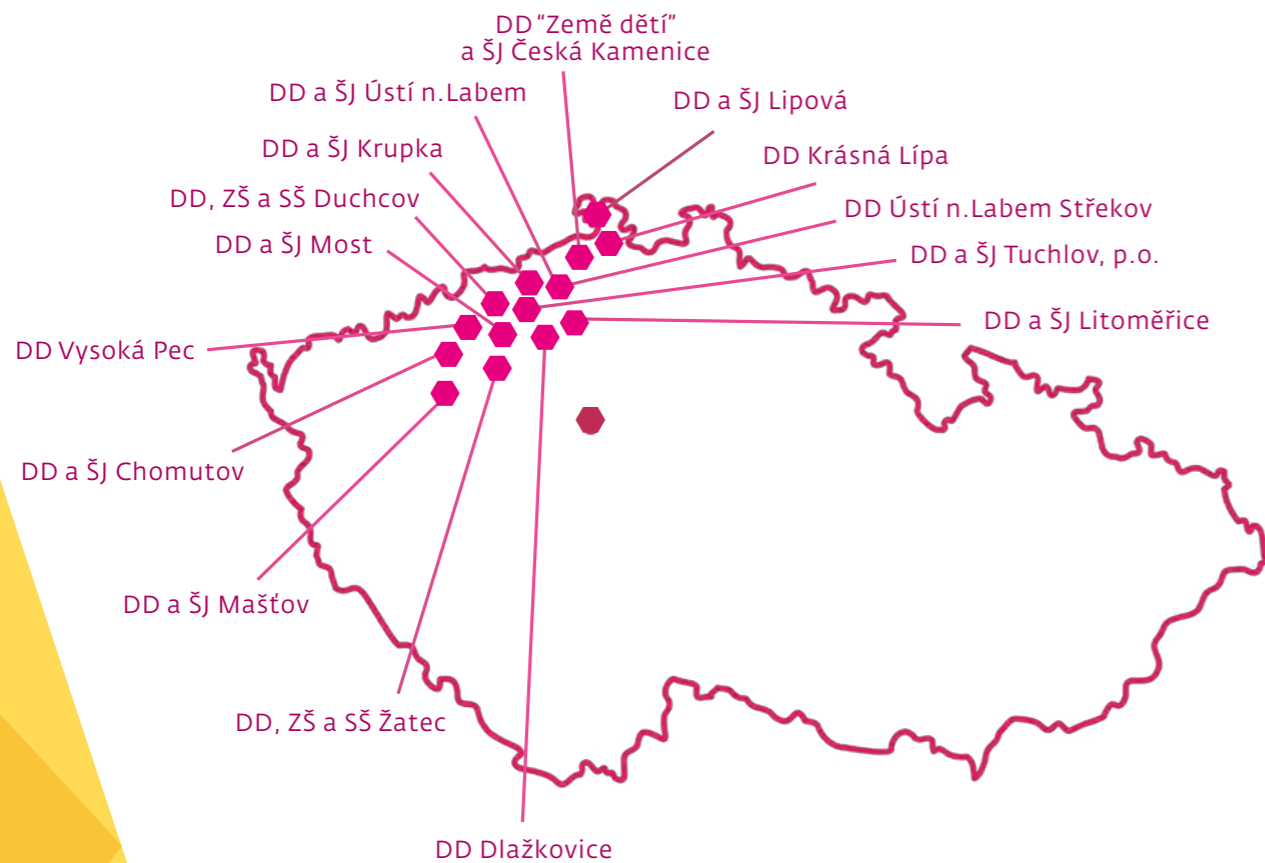 DD “Země dětí”
a ŠJ Česká Kamenice
DD a ŠJ Ústí n.Labem
DD a ŠJ Lipová
DD a ŠJ Krupka
DD Krásná Lípa
DD, ZŠ a SŠ Duchcov
DD Ústí n.Labem Střekov
DD a ŠJ Most
DD a ŠJ Tuchlov, p.o.
DD a ŠJ Litoměřice
DD Vysoká Pec
DD a ŠJ Chomutov
DD a ŠJ Mašťov
DD, ZŠ a SŠ Žatec
DD Dlažkovice